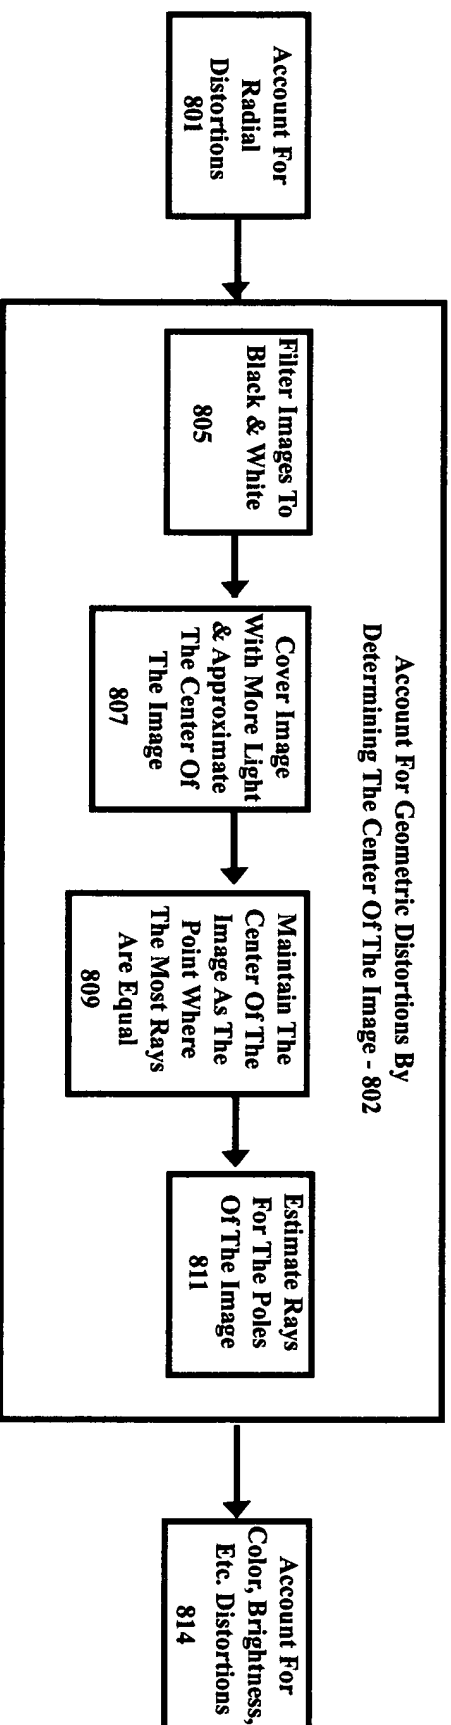 Account For
Radial
Distortions
801
Account For Geometric Distortions By
Determining The Center Of The Image - 802
Filter Images To
Black & White
805
Cover Image
With More Light
& Approximate
The Center Of
The Image
807
Maintain The
Center Of The
Image As The
Point Where
The Most Rays
Are Equal
809
Estimate Rays
For The Poles
Of The Image
811
Account For
Color, Brightness,
Etc. Distortions
814